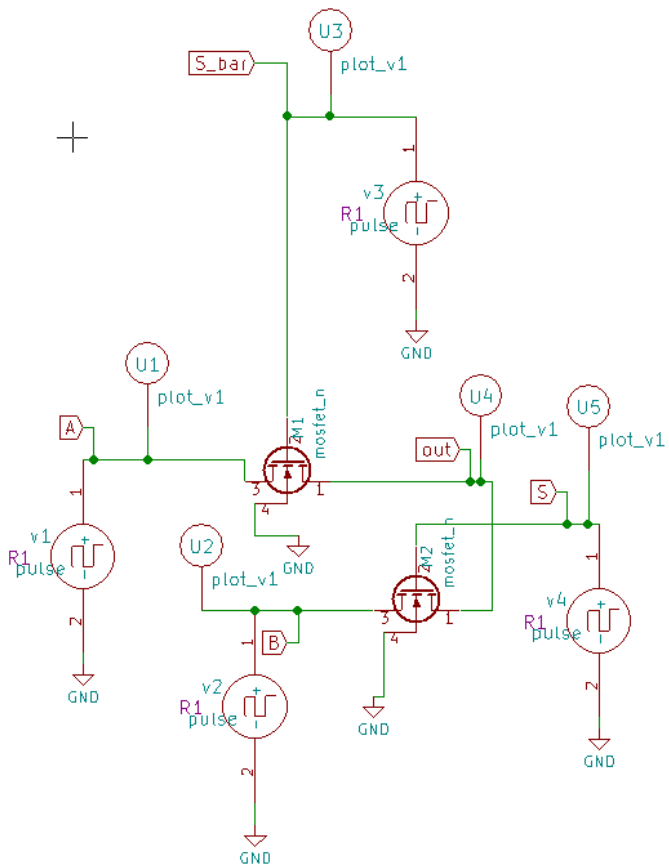 U3
plot_v1
S_bar
1
v3
+
R1
pulse
-
2
GND
U1
plot_v1
A
M1
mosfet_n
2
3
1
4
GND
U4
plot_v1
out
U5
plot_v1
S
1
v1
+
R1
pulse
-
2
GND
U2
plot_v1
M2
mosfet_n
2
3
1
4
GND
B
1
v2
+
R1
pulse
-
2
GND
1
v4
+
R1
pulse
-
2
GND